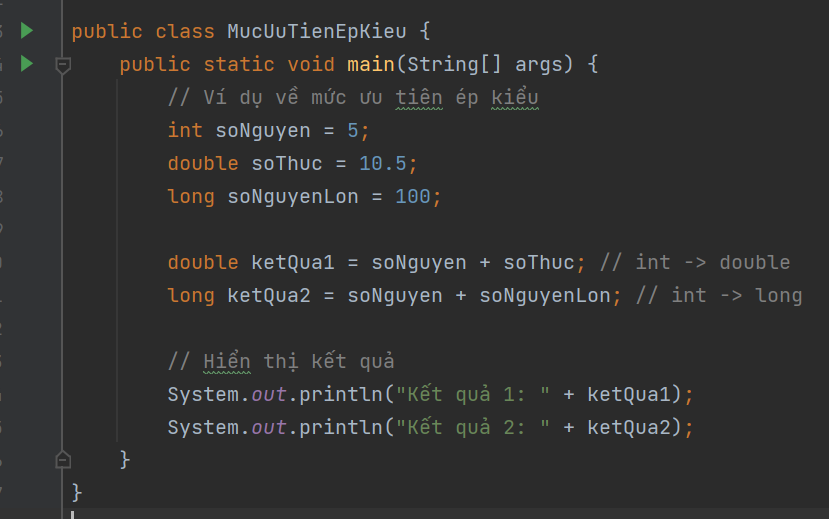 public class MucUuTienEpKieu {
    public static void main(String[] args) {
        // Ví dụ về mức ưu tiên ép kiểu
        int soNguyen = 5;
        double soThuc = 10.5;
        long soNguyenLon = 100;

        double ketQua1 = soNguyen + soThuc; // int -> double
        long ketQua2 = soNguyen + soNguyenLon; // int -> long

        // Hiển thị kết quả
        System.out.println("Kết quả 1: " + ketQua1);
        System.out.println("Kết quả 2: " + ketQua2);
    }
}